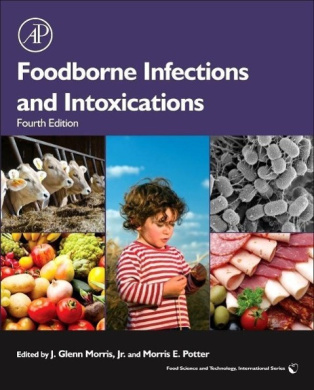 AP
Foodborne Infections
and Intoxications
Fourth Edition
Edited by J. Glenn Morris, Jr. and Morris E. Potter
Food Science and Technology, International Series